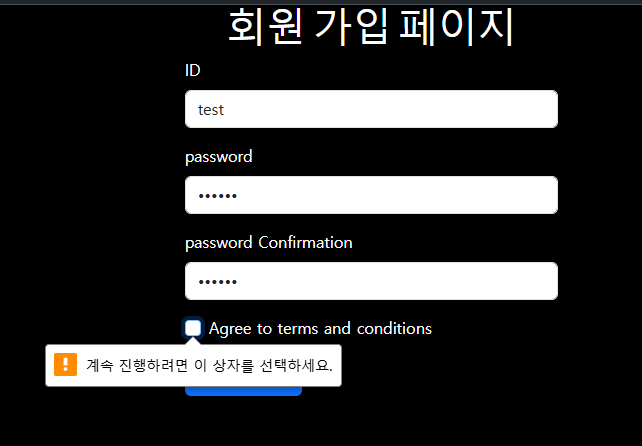 회원 가입 페이지
ID
test
password
••••••
password Confirmation
••••••
Agree to terms and conditions
계속 진행하려면 이 상자를 선택하세요.